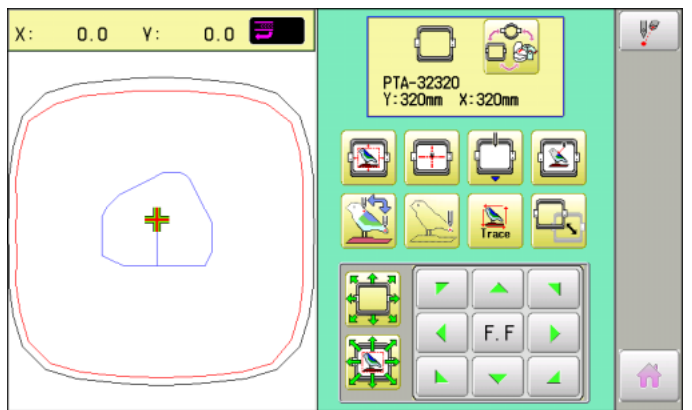 X: 0.0 Y: 0.0
PTA-32320
Y:320mm X:320mm
Trace
F.F